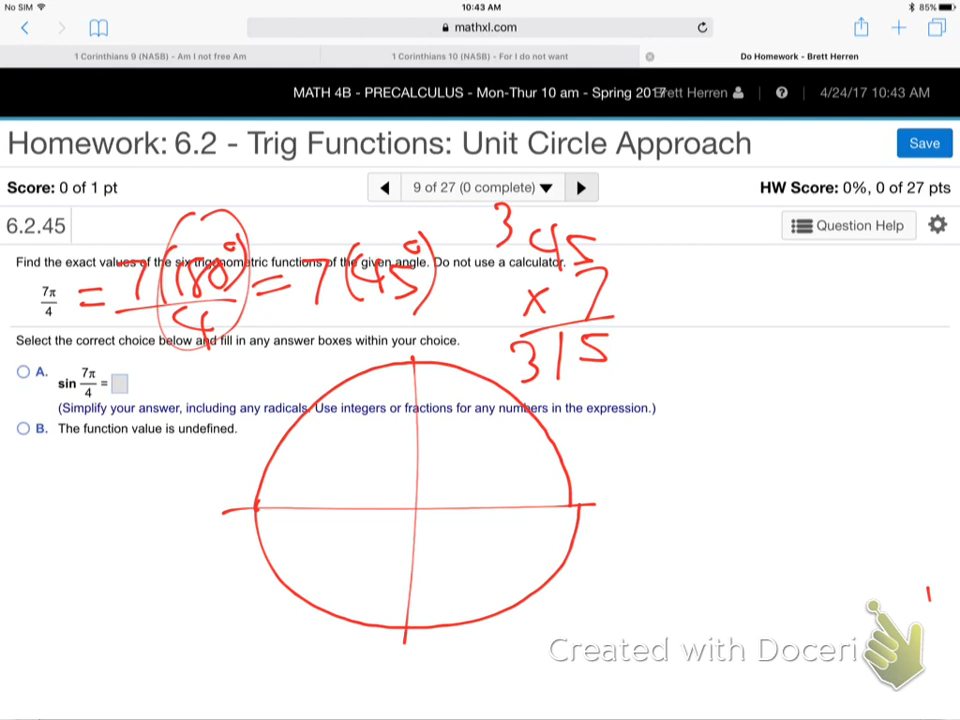 No SIM 10:43 AM 85%
mathxl.com
1 Corinthians 9 (NASB) - Am I not free Am 1 Corinthians 10 (NASB) - For I do not want Do Homework - Brett Herren
MATH 4B - PRECALCULUS - Mon-Thur 10 am - Spring 2017 Brett Herren ? 4/24/17 10:43 AM
Homework: 6.2 - Trig Functions: Unit Circle Approach Save
Score: 0 of 1 pt 9 of 27 (0 complete) HW Score: 0%, 0 of 27 pts
6.2.45 Question Help
Find the exact values of the six trigonometric functions of the given angle. Do not use a calculator.
7π/4 = 7(180°)/4 = 7(45°)
3 45
x 7
315
Select the correct choice below and fill in any answer boxes within your choice.
A. sin 7π/4 =
(Simplify your answer, including any radicals. Use integers or fractions for any numbers in the expression.)
B. The function value is undefined.
Created with Doceri